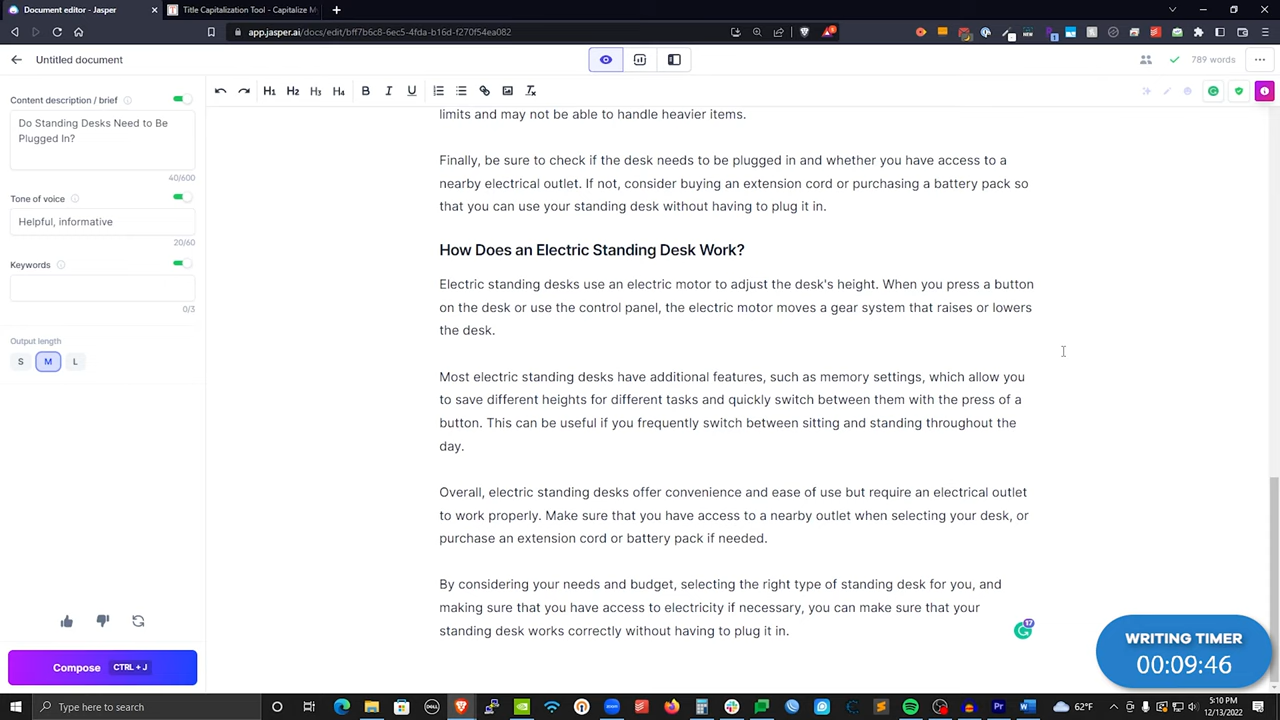 Document editor - Jasper
Title Capitalization Tool - Capitalize M
app.jasper.ai/docs/edit/bff7b6c8-6ec5-4fda-b16d-f270f54ea082
Untitled document
789 words
H1 H2 H3 H4 B I U
Content description / brief
Do Standing Desks Need to Be
Plugged In?
40/600
Tone of voice
Helpful, informative
20/60
Keywords
0/3
Output length
S M L
Compose CTRL + J
limits and may not be able to handle heavier items.
Finally, be sure to check if the desk needs to be plugged in and whether you have access to a
nearby electrical outlet. If not, consider buying an extension cord or purchasing a battery pack so
that you can use your standing desk without having to plug it in.
How Does an Electric Standing Desk Work?
Electric standing desks use an electric motor to adjust the desk's height. When you press a button
on the desk or use the control panel, the electric motor moves a gear system that raises or lowers
the desk.
Most electric standing desks have additional features, such as memory settings, which allow you
to save different heights for different tasks and quickly switch between them with the press of a
button. This can be useful if you frequently switch between sitting and standing throughout the
day.
Overall, electric standing desks offer convenience and ease of use but require an electrical outlet
to work properly. Make sure that you have access to a nearby outlet when selecting your desk, or
purchase an extension cord or battery pack if needed.
By considering your needs and budget, selecting the right type of standing desk for you, and
making sure that you have access to electricity if necessary, you can make sure that your
standing desk works correctly without having to plug it in.
17
WRITING TIMER
00:09:46
Type here to search
62°F
5:10 PM
12/13/2022